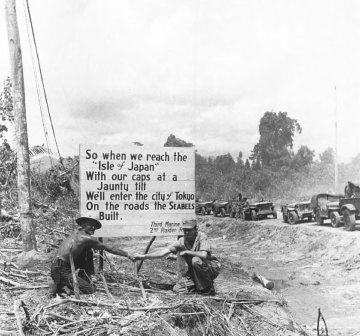 So when we reach the
"Isle of Japan"
With our caps at a
Jaunty tilt
We'll enter the city of Tokyo
On the roads the SEABEES
Built.
Third Marine
2nd Raider